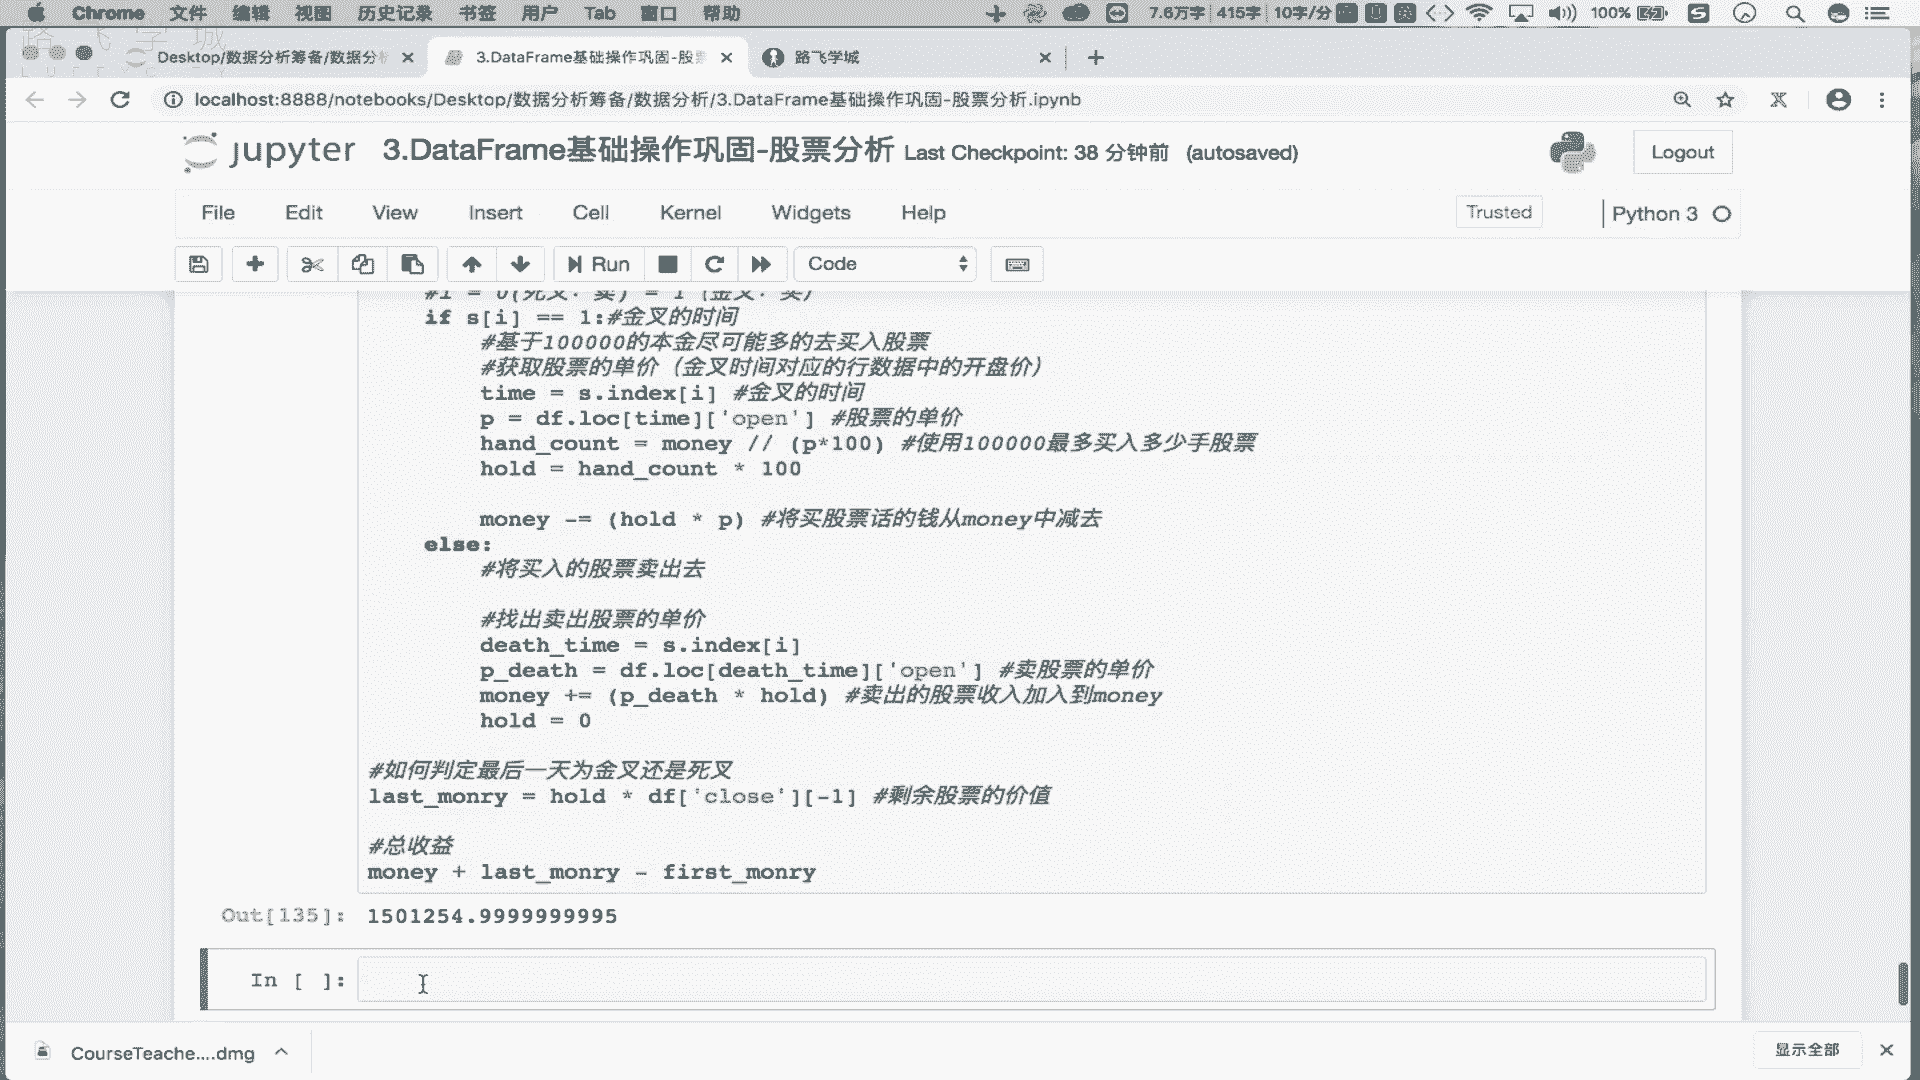 Chrome 文件 编辑 视图 历史记录 书签 用户 Tab 窗口 帮助 7.6万字 415字 10字/分 100%
Desktop/数据分析筹备/数据分析 3.DataFrame基础操作巩固-股票 路飞学城
localhost:8888/notebooks/Desktop/数据分析筹备/数据分析/3.DataFrame基础操作巩固-股票分析.ipynb
jupyter 3.DataFrame基础操作巩固-股票分析 Last Checkpoint: 38 分钟前 (autosaved) Logout
File Edit View Insert Cell Kernel Widgets Help Trusted Python 3
Run Code
if s[i] == 1:#金叉的时间
#基于100000的本金尽可能多的去买入股票
#获取股票的单价（金叉时间对应的行数据中的开盘价）
time = s.index[i] #金叉的时间
p = df.loc[time]['open'] #股票的单价
hand_count = money // (p*100) #使用100000最多买入多少手股票
hold = hand_count * 100
money -= (hold * p) #将买股票话的钱从money中减去
else:
#将买入的股票卖出去
#找出卖出股票的单价
death_time = s.index[i]
p_death = df.loc[death_time]['open'] #卖股票的单价
money += (p_death * hold) #卖出的股票收入加入到money
hold = 0
#如何判定最后一天为金叉还是死叉
last_monry = hold * df['close'][-1] #剩余股票的价值
#总收益
money + last_monry - first_monry
Out[135]: 1501254.9999999995
In [ ]:
CourseTeache....dmg 显示全部